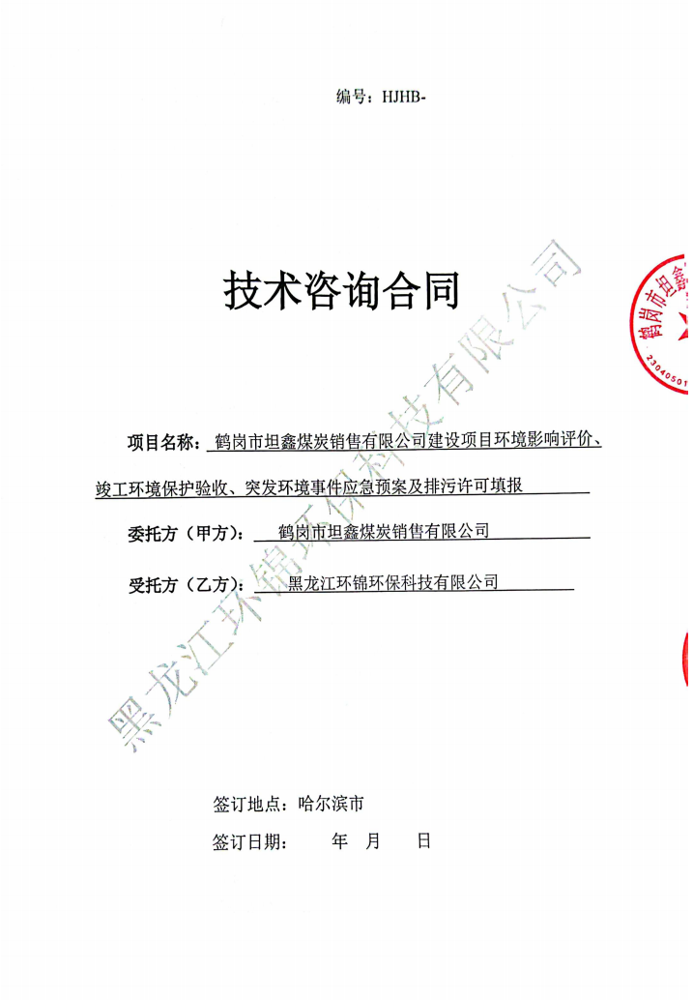 编号：HJHB-
技术咨询合同
鹤岗市坦鑫
23040501
项目名称：鹤岗市坦鑫煤炭销售有限公司建设项目环境影响评价、
竣工环境保护验收、突发环境事件应急预案及排污许可填报
委托方（甲方）：鹤岗市坦鑫煤炭销售有限公司
受托方（乙方）：黑龙江环锦环保科技有限公司
黑龙江环锦环保科技有限公司
签订地点：哈尔滨市
签订日期：　年　月　日